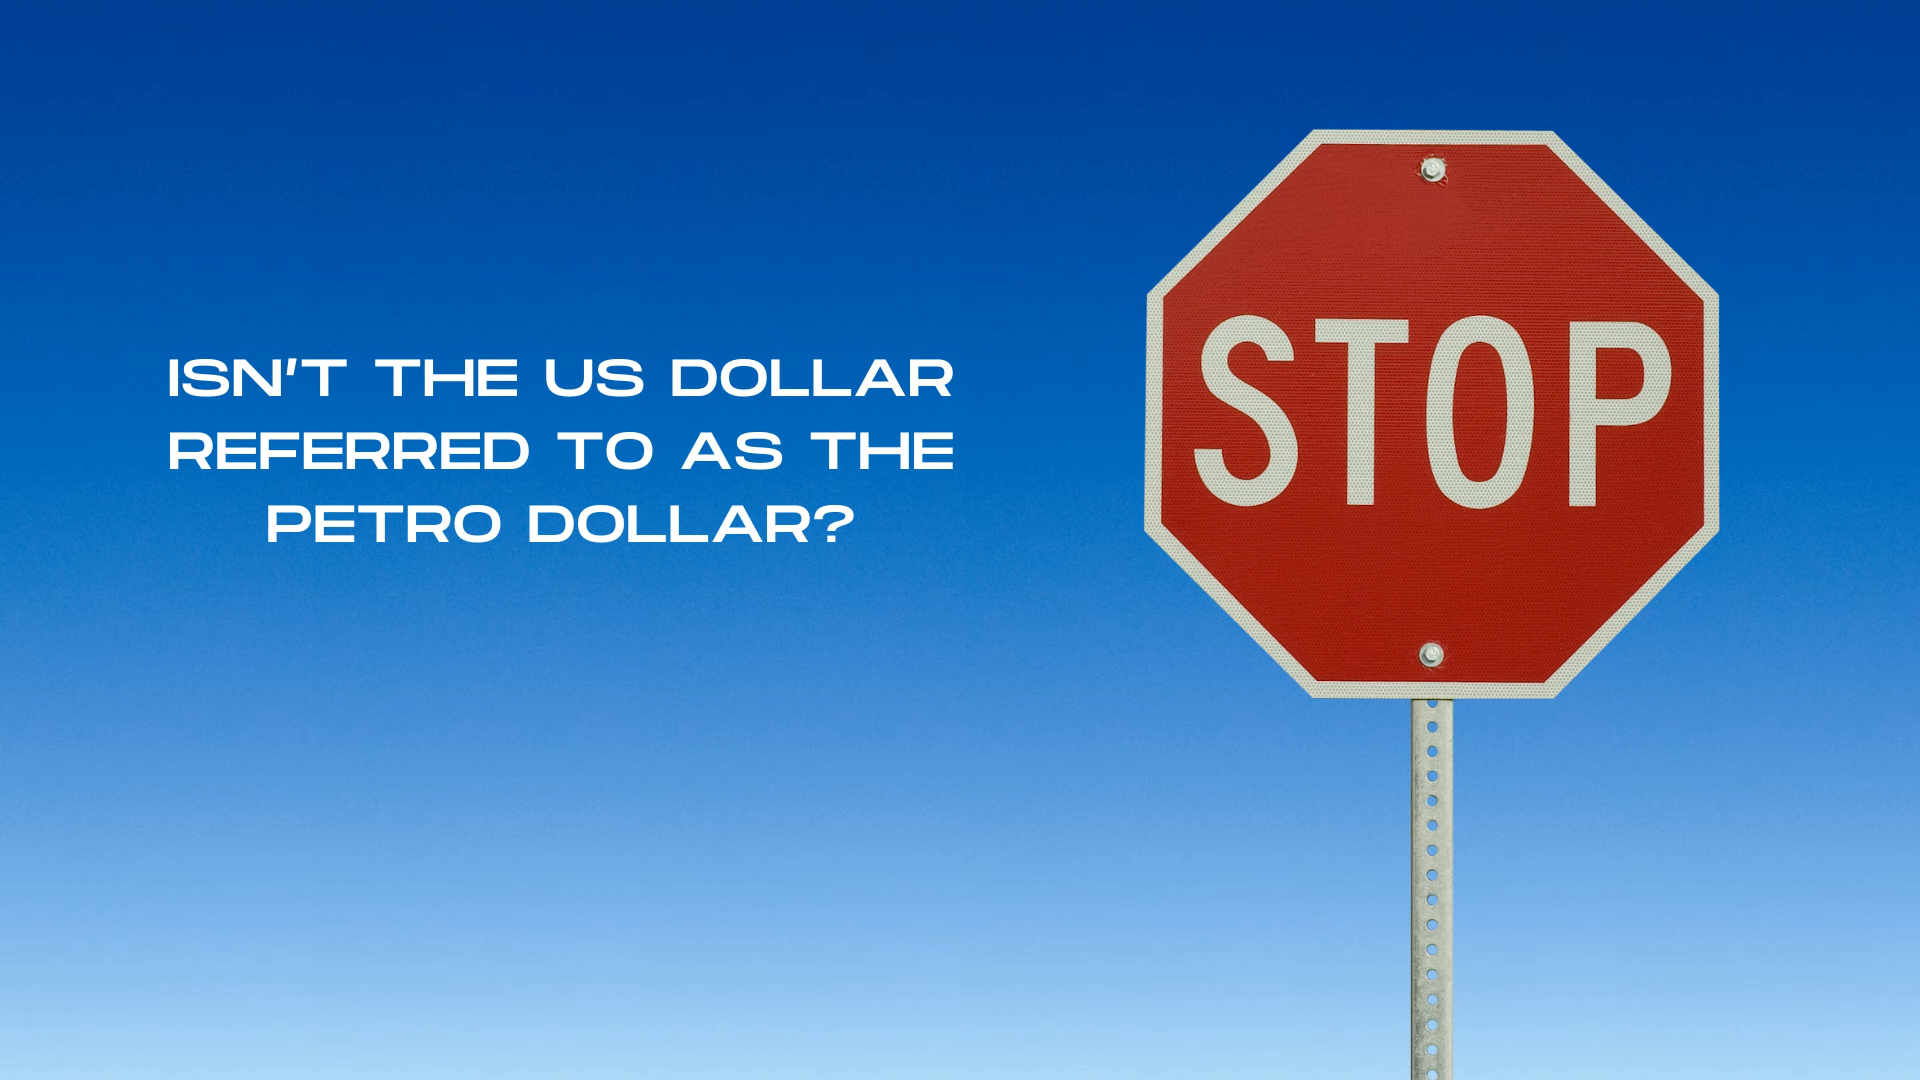 ISN'T THE US DOLLAR
REFERRED TO AS THE
PETRO DOLLAR?
STOP